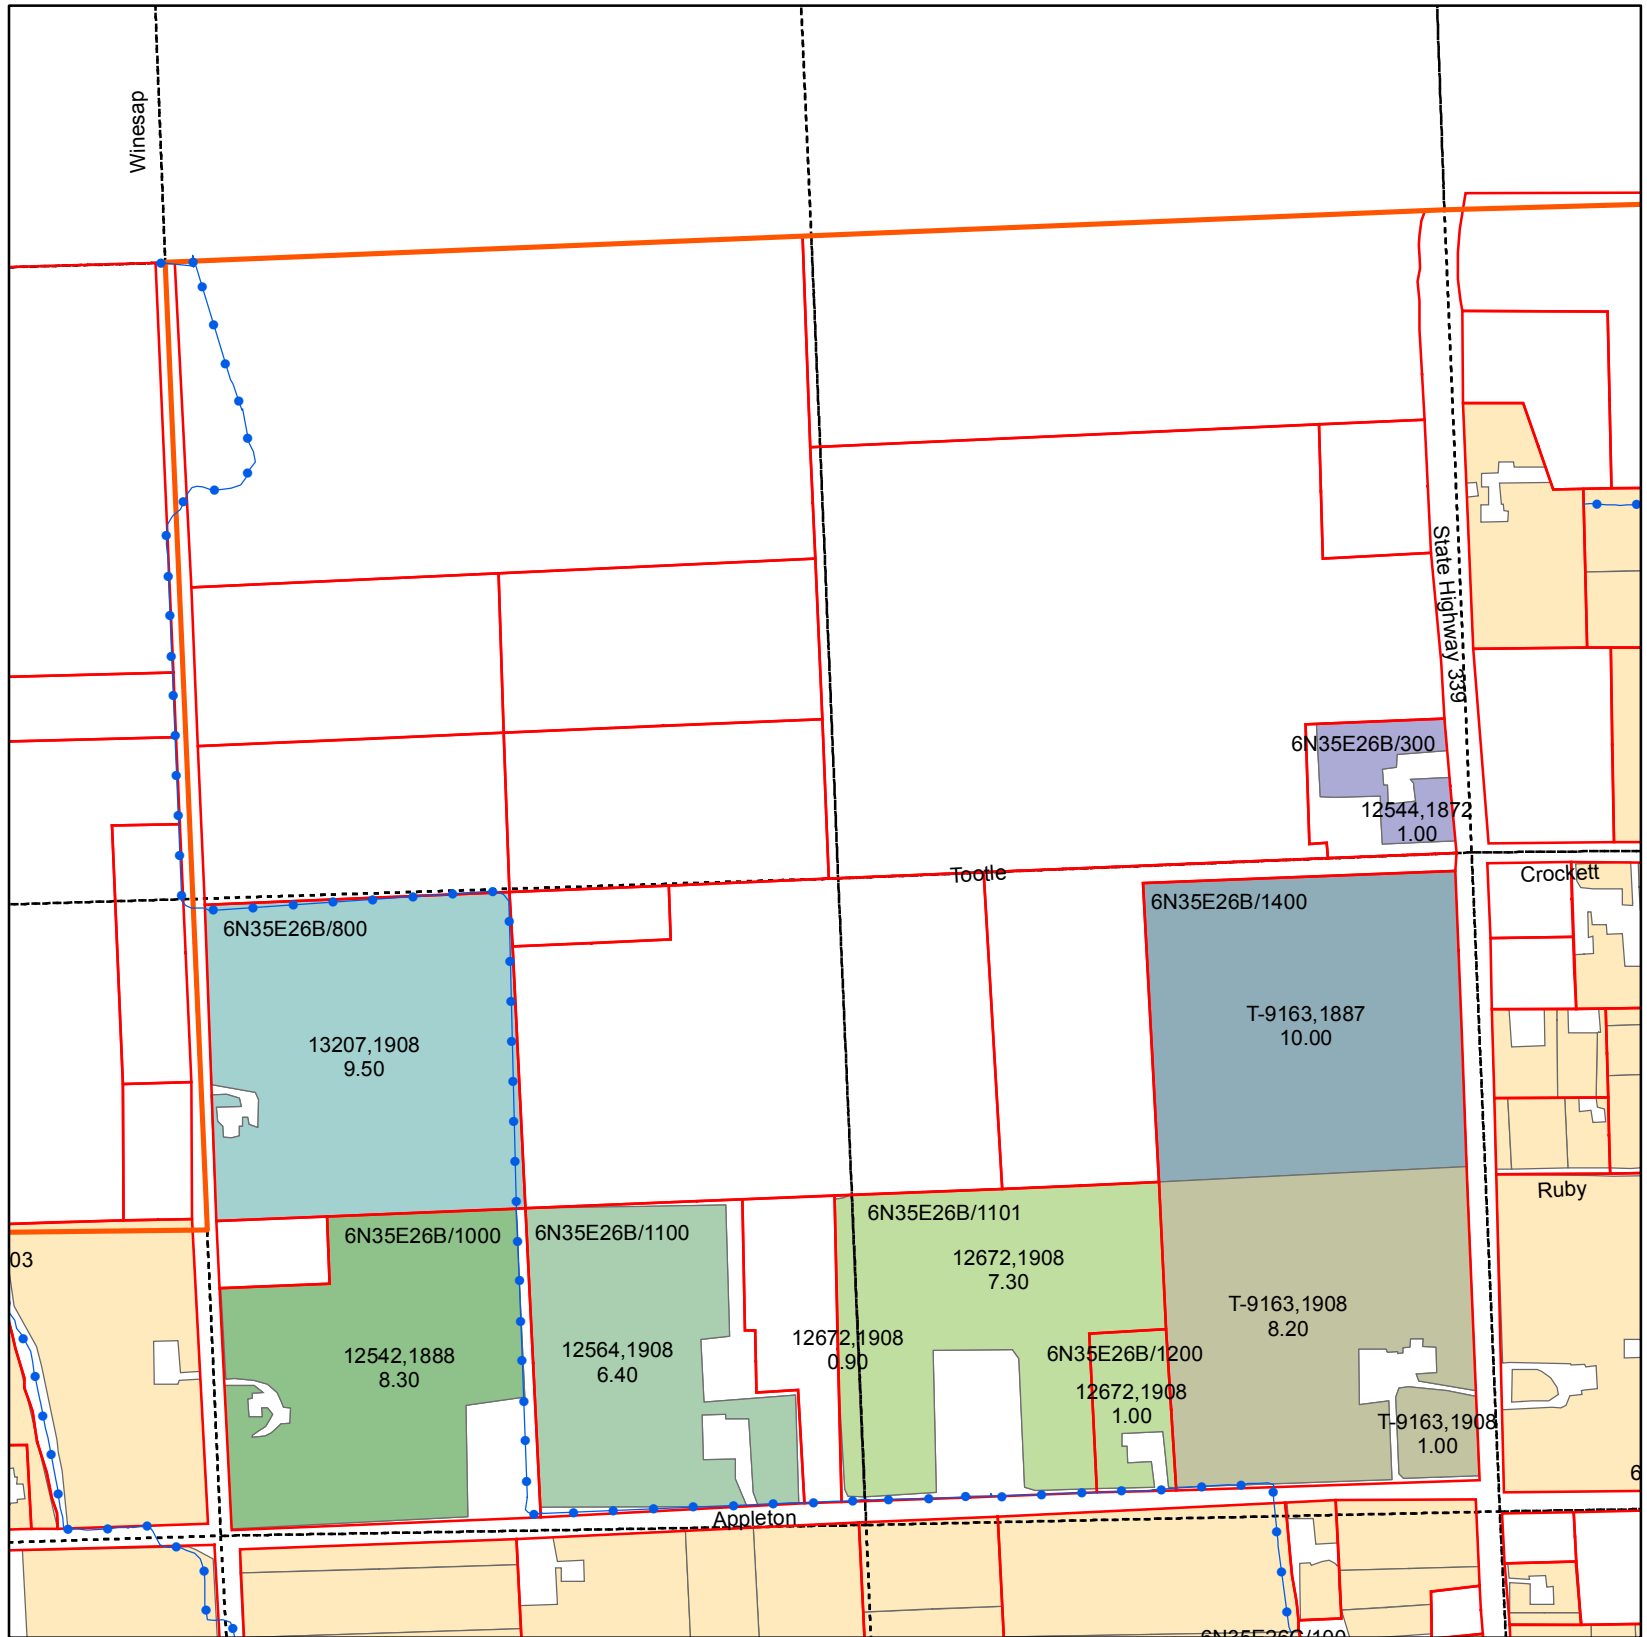 Winesap
State Highway 339
6N35E26B/300
12544,1872
1.00
Tootle
Crockett
6N35E26B/1400
6N35E26B/800
T-9163,1887
10.00
13207,1908
9.50
Ruby
6N35E26B/1101
6N35E26B/1000
6N35E26B/1100
03
12672,1908
7.30
T-9163,1908
8.20
12672,1908
0.90
12564,1908
6.40
12542,1888
8.30
6N35E26B/1200
12672,1908
1.00
T-9163,1908
1.00
6
Appleton
6N35E26C/100